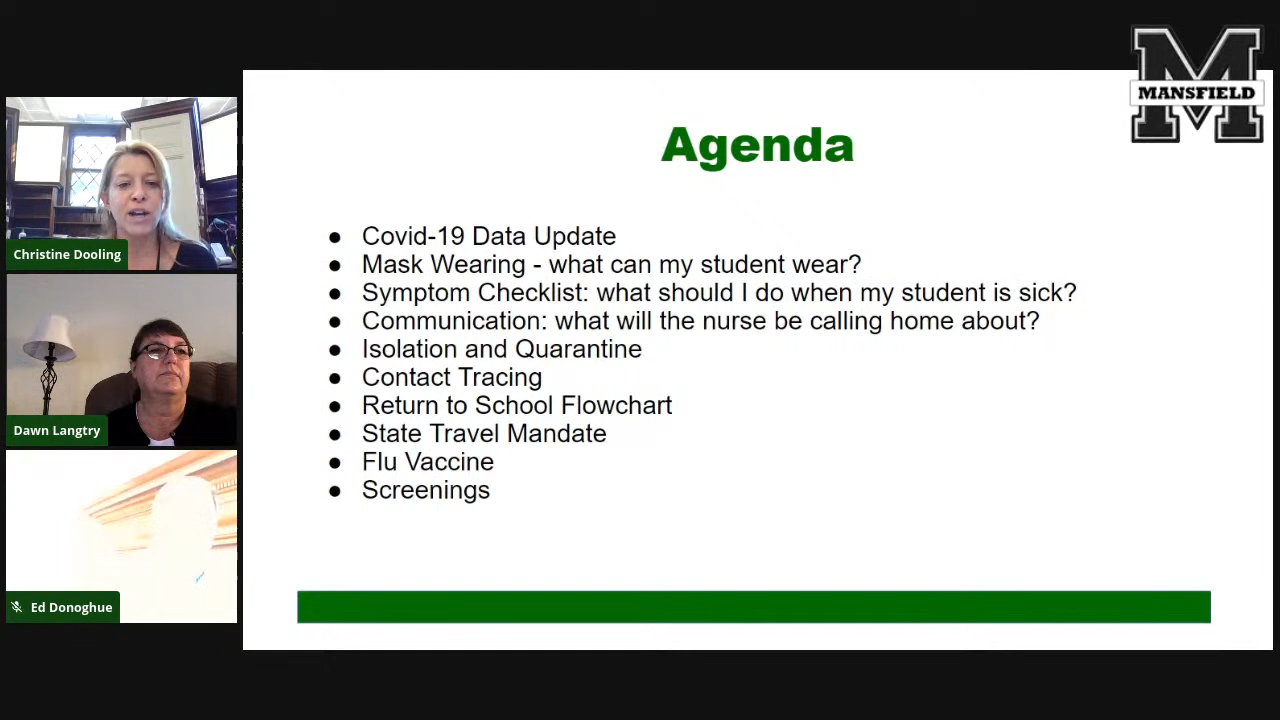 M
MANSFIELD
Agenda
● Covid-19 Data Update
● Mask Wearing - what can my student wear?
● Symptom Checklist: what should I do when my student is sick?
● Communication: what will the nurse be calling home about?
● Isolation and Quarantine
● Contact Tracing
● Return to School Flowchart
● State Travel Mandate
● Flu Vaccine
● Screenings
Christine Dooling
Dawn Langtry
Ed Donoghue